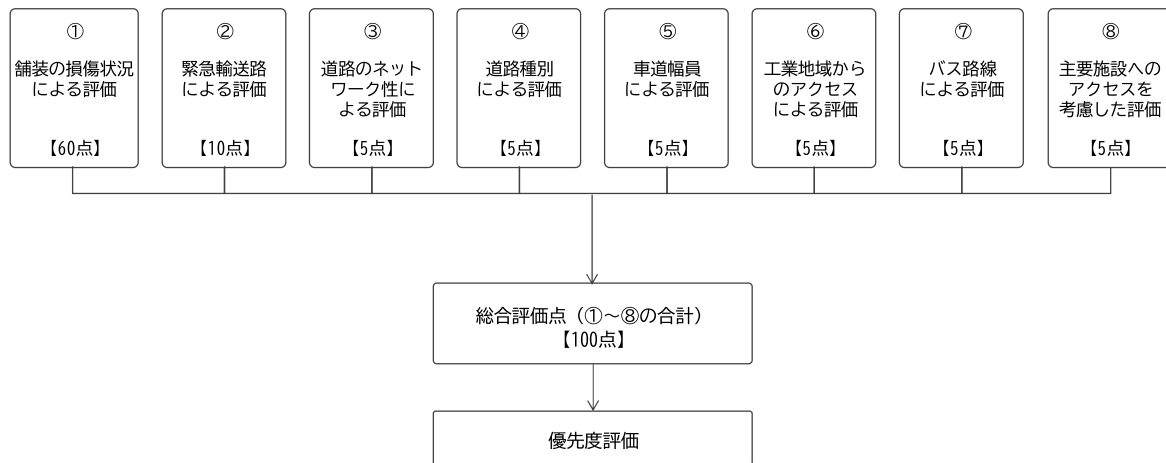 ①
舗装の損傷状況
による評価
【60点】
②
緊急輸送路
による評価
【10点】
③
道路のネット
ワーク性に
よる評価
【5点】
④
道路種別
による評価
【5点】
⑤
車道幅員
による評価
【5点】
⑥
工業地域から
のアクセス
による評価
【5点】
⑦
バス路線
による評価
【5点】
⑧
主要施設への
アクセスを
考慮した評価
【5点】
総合評価点（①～⑧の合計）
【100点】
優先度評価